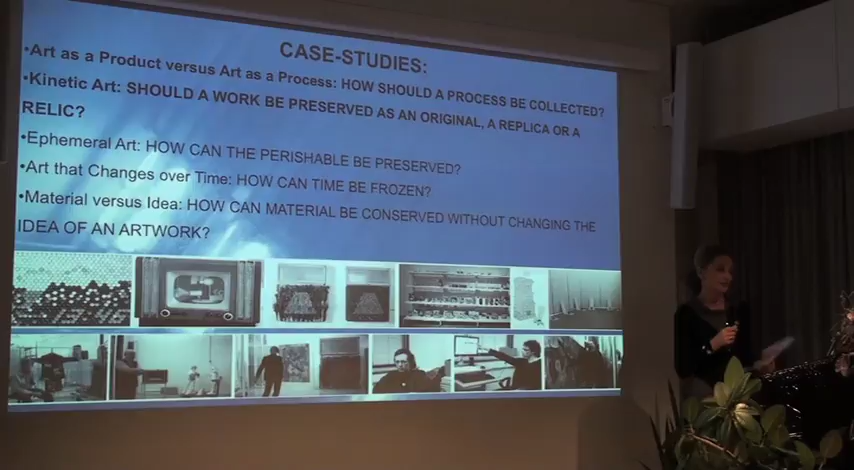 CASE-STUDIES:
•Art as a Product versus Art as a Process: HOW SHOULD A PROCESS BE COLLECTED?
•Kinetic Art: SHOULD A WORK BE PRESERVED AS AN ORIGINAL, A REPLICA OR A
RELIC?
•Ephemeral Art: HOW CAN THE PERISHABLE BE PRESERVED?
•Art that Changes over Time: HOW CAN TIME BE FROZEN?
•Material versus Idea: HOW CAN MATERIAL BE CONSERVED WITHOUT CHANGING THE
IDEA OF AN ARTWORK?